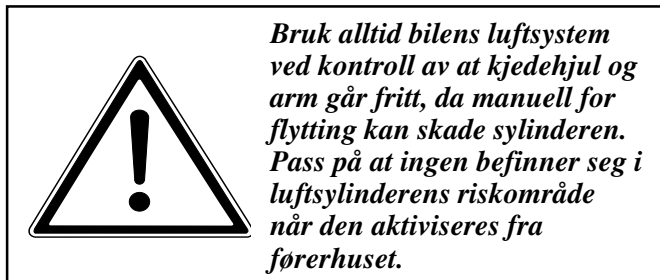 Bruk alltid bilens luftsystem
ved kontroll av at kjedehjul og
arm går fritt, da manuell for
flytting kan skade sylinderen.
Pass på at ingen befinner seg i
luftsylinderens riskområde
når den aktiviseres fra
førerhuset.